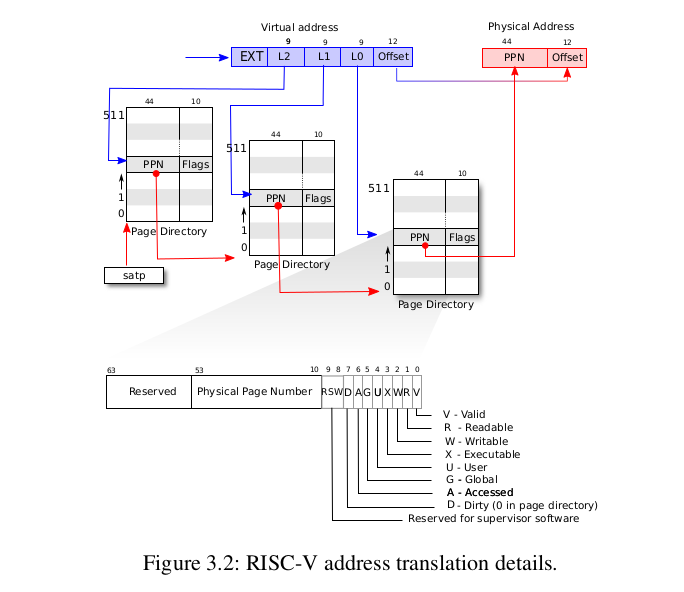 Virtual address
Physical Address
9 9 9 12
44 12
EXT L2 L1 L0 Offset
PPN Offset
44 10
511
PPN Flags
1
0
Page Directory
satp
44 10
511
PPN Flags
1
0
Page Directory
44 10
511
PPN Flags
1
0
Page Directory
63 53 10 9 8 7 6 5 4 3 2 1 0
Reserved Physical Page Number RSW D A G U X W R V
V - Valid
R - Readable
W - Writable
X - Executable
U - User
G - Global
A - Accessed
D - Dirty (0 in page directory)
Reserved for supervisor software
Figure 3.2: RISC-V address translation details.